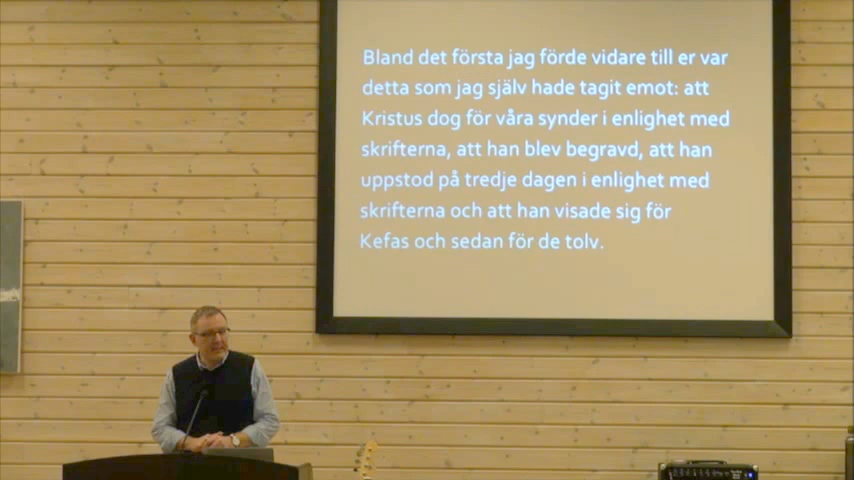 Bland det första jag förde vidare till er var
detta som jag själv hade tagit emot: att
Kristus dog för våra synder i enlighet med
skrifterna, att han blev begravd, att han
uppstod på tredje dagen i enlighet med
skrifterna och att han visade sig för
Kefas och sedan för de tolv.